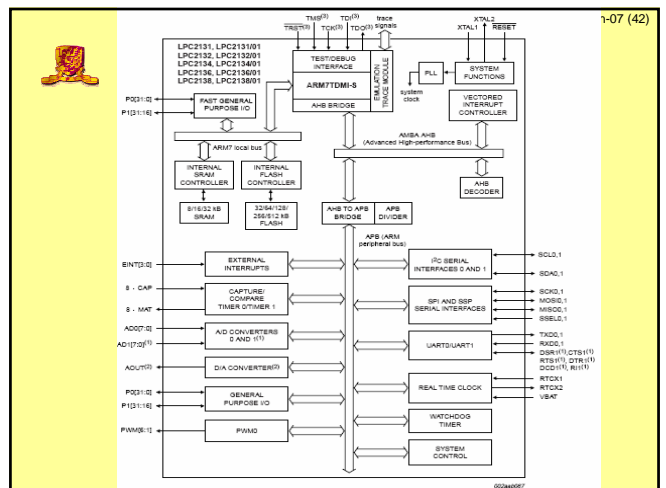 n-07 (42)
TMS(3) TDI(3) trace signals
TRST(3) TCK(3) TDO(3)
XTAL2
XTAL1 RESET
LPC2131, LPC2131/01
LPC2132, LPC2132/01
LPC2134, LPC2134/01
LPC2136, LPC2136/01
LPC2138, LPC2138/01
TEST/DEBUG
INTERFACE
ARM7TDMI-S
AHB BRIDGE
EMULATION
TRACE MODULE
PLL
system
clock
SYSTEM
FUNCTIONS
VECTORED
INTERRUPT
CONTROLLER
P0[31:0]
P1[31:16]
FAST GENERAL
PURPOSE I/O
ARM7 local bus
AMBA AHB
(Advanced High-performance Bus)
INTERNAL
SRAM
CONTROLLER
INTERNAL
FLASH
CONTROLLER
AHB
DECODER
8/16/32 kB
SRAM
32/64/128/
256/512 kB
FLASH
AHB TO APB
BRIDGE
APB
DIVIDER
APB (ARM
peripheral bus)
EINT[3:0]
EXTERNAL
INTERRUPTS
I2C SERIAL
INTERFACES 0 AND 1
SCL0,1
SDA0,1
8 × CAP
8 × MAT
CAPTURE/
COMPARE
TIMER 0/TIMER 1
SPI AND SSP
SERIAL INTERFACES
SCK0,1
MOSI0,1
MISO0,1
SSEL0,1
AD0[7:0]
AD1[7:0](1)
A/D CONVERTERS
0 AND 1(1)
UART0/UART1
TXD0,1
RXD0,1
DSR1(1),CTS1(1)
RTS1(1), DTR1(1)
DCD1(1), RI1(1)
AOUT(2)
D/A CONVERTER(2)
P0[31:0]
P1[31:16]
GENERAL
PURPOSE I/O
REAL TIME CLOCK
RTCX1
RTCX2
VBAT
PWM[6:1]
PWM0
WATCHDOG
TIMER
SYSTEM
CONTROL